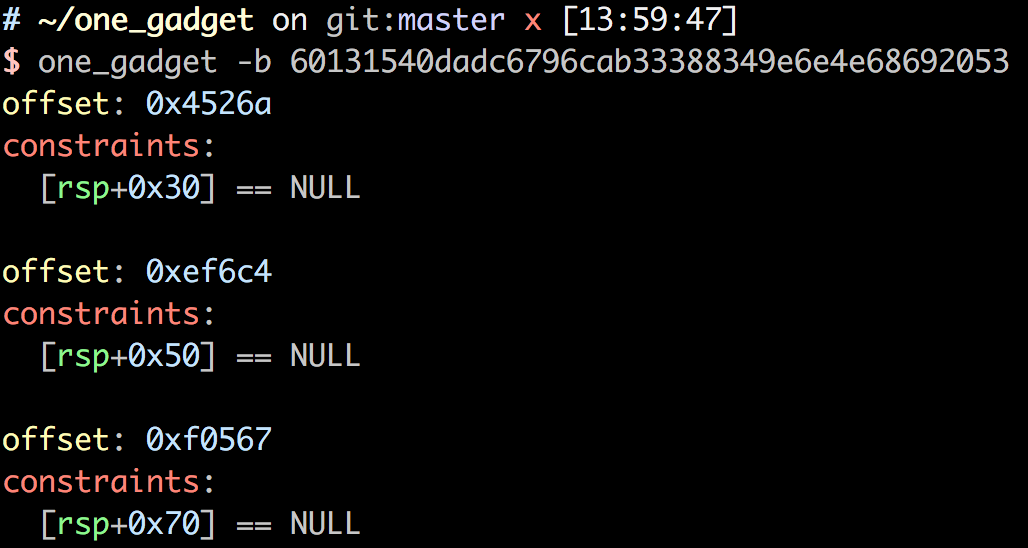 # ~/one_gadget on git:master x [13:59:47]
$ one_gadget -b 60131540dadc6796cab33388349e6e4e68692053
offset: 0x4526a
constraints:
  [rsp+0x30] == NULL

offset: 0xef6c4
constraints:
  [rsp+0x50] == NULL

offset: 0xf0567
constraints:
  [rsp+0x70] == NULL